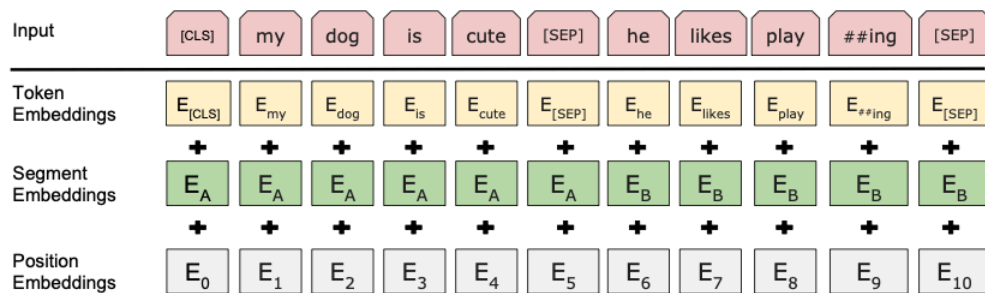 Input [CLS] my dog is cute [SEP] he likes play ##ing [SEP]
Token Embeddings E[CLS] Emy Edog Eis Ecute E[SEP] Ehe Elikes Eplay E##ing E[SEP]
+ + + + + + + + + + +
Segment Embeddings EA EA EA EA EA EA EB EB EB EB EB
+ + + + + + + + + + +
Position Embeddings E0 E1 E2 E3 E4 E5 E6 E7 E8 E9 E10